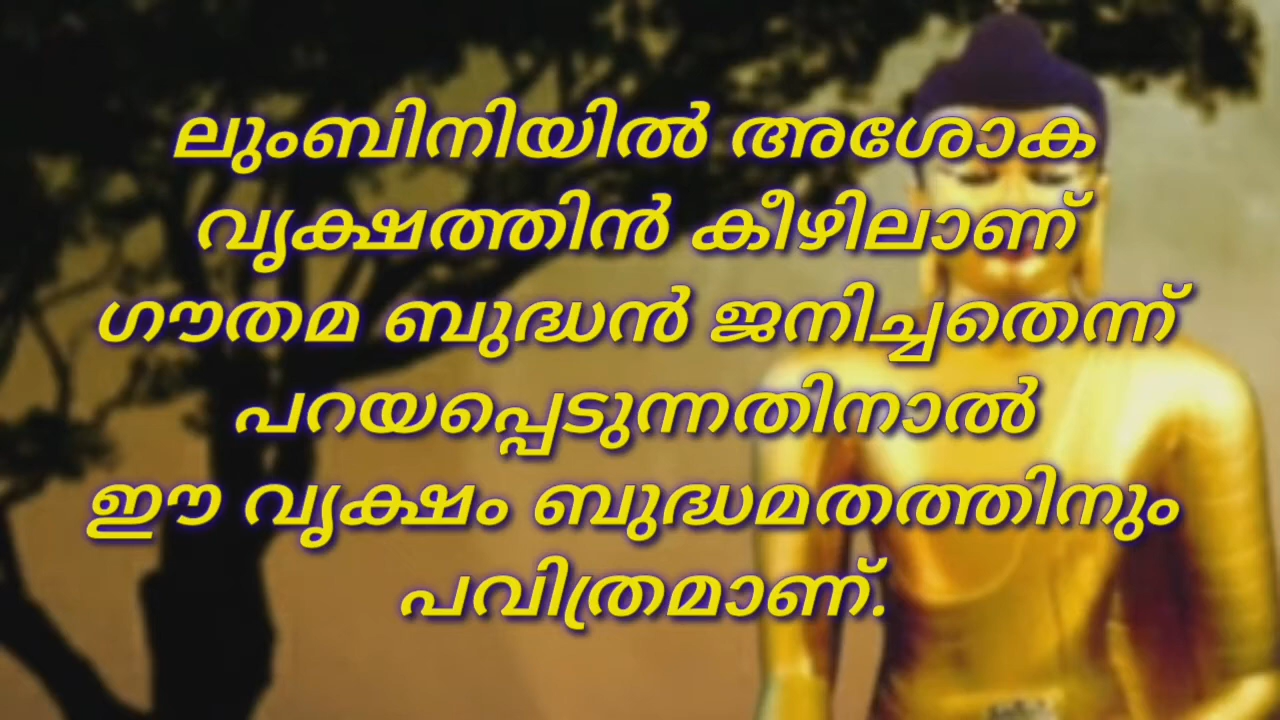 ലുംബിനിയിൽ അശോക
വൃക്ഷത്തിൻ കീഴിലാണ്
ഗൗതമ ബുദ്ധൻ ജനിച്ചതെന്ന്
പറയപ്പെടുന്നതിനാൽ
ഈ വൃക്ഷം ബുദ്ധമതത്തിനും
പവിത്രമാണ്.